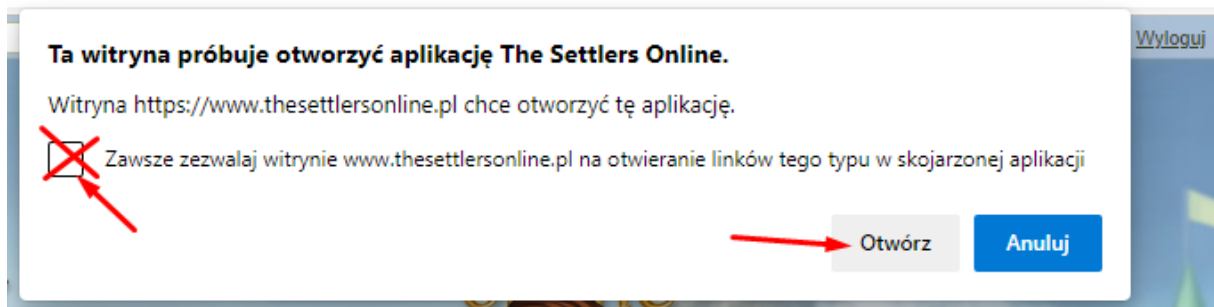 Wyloguj
Ta witryna próbuje otworzyć aplikację The Settlers Online.
Witryna https://www.thesettlersonline.pl chce otworzyć tę aplikację.
Zawsze zezwalaj witrynie www.thesettlersonline.pl na otwieranie linków tego typu w skojarzonej aplikacji
Otwórz Anuluj